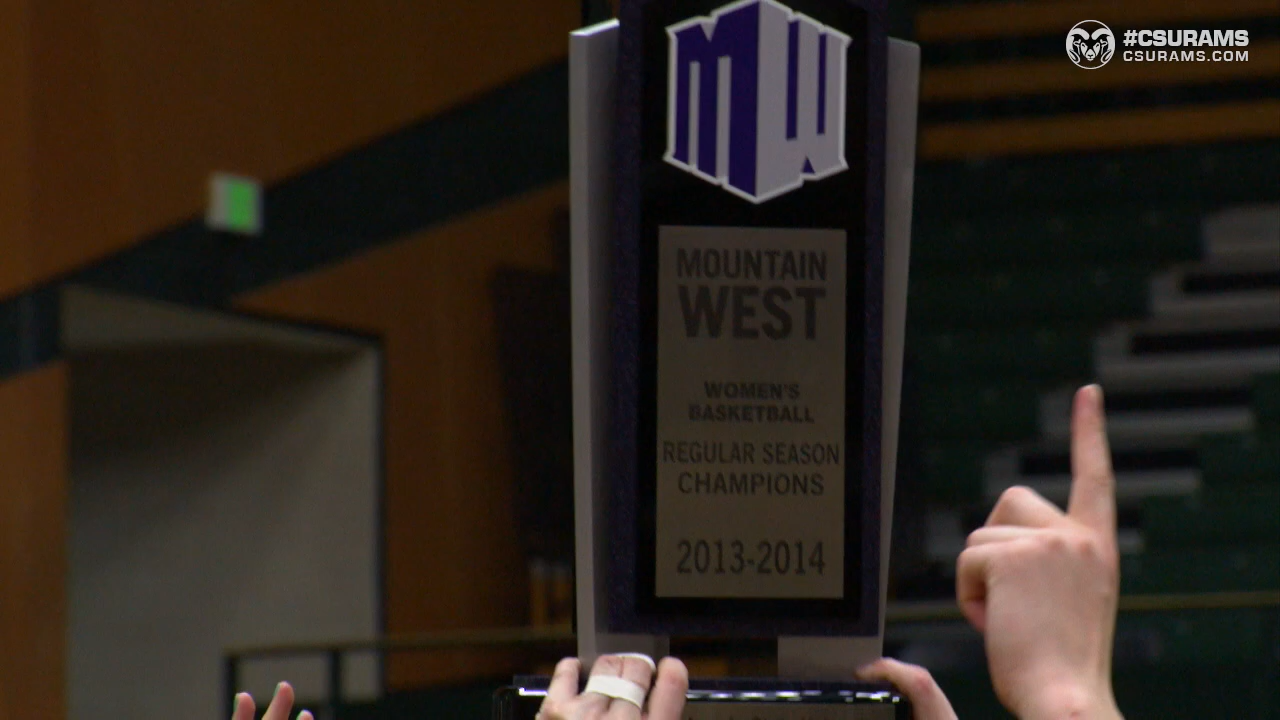 #CSURAMS
CSURAMS.COM
MW
MOUNTAIN
WEST
WOMEN'S
BASKETBALL
REGULAR SEASON
CHAMPIONS
2013-2014